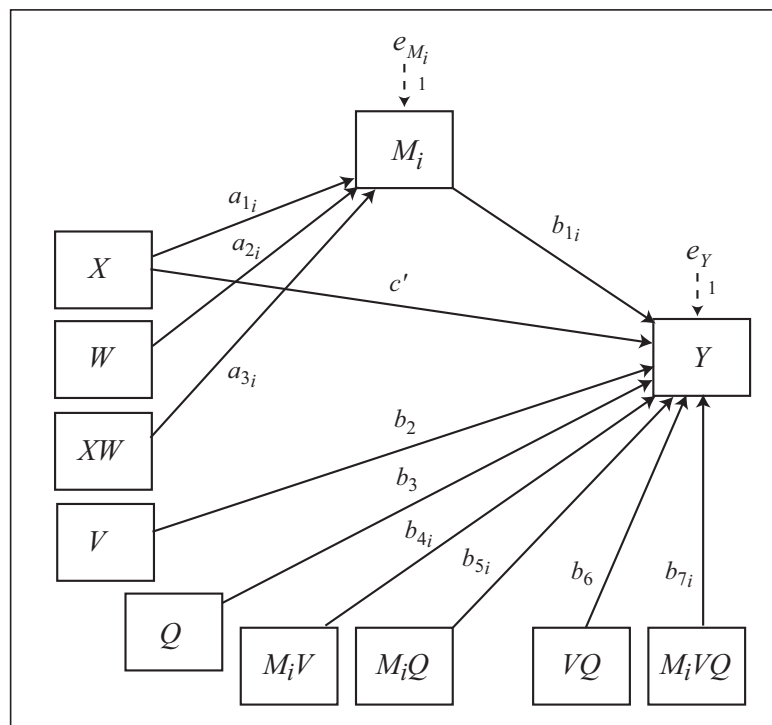 e_{M_i}
1
M_i
a_{1_i}
b_{1_i}
a_{2_i}
X
e_Y
c'
1
W
Y
a_{3_i}
b_2
XW
b_3
V
b_{4_i}
b_{5_i}
b_6
b_{7_i}
Q
M_iV
M_iQ
VQ
M_iVQ